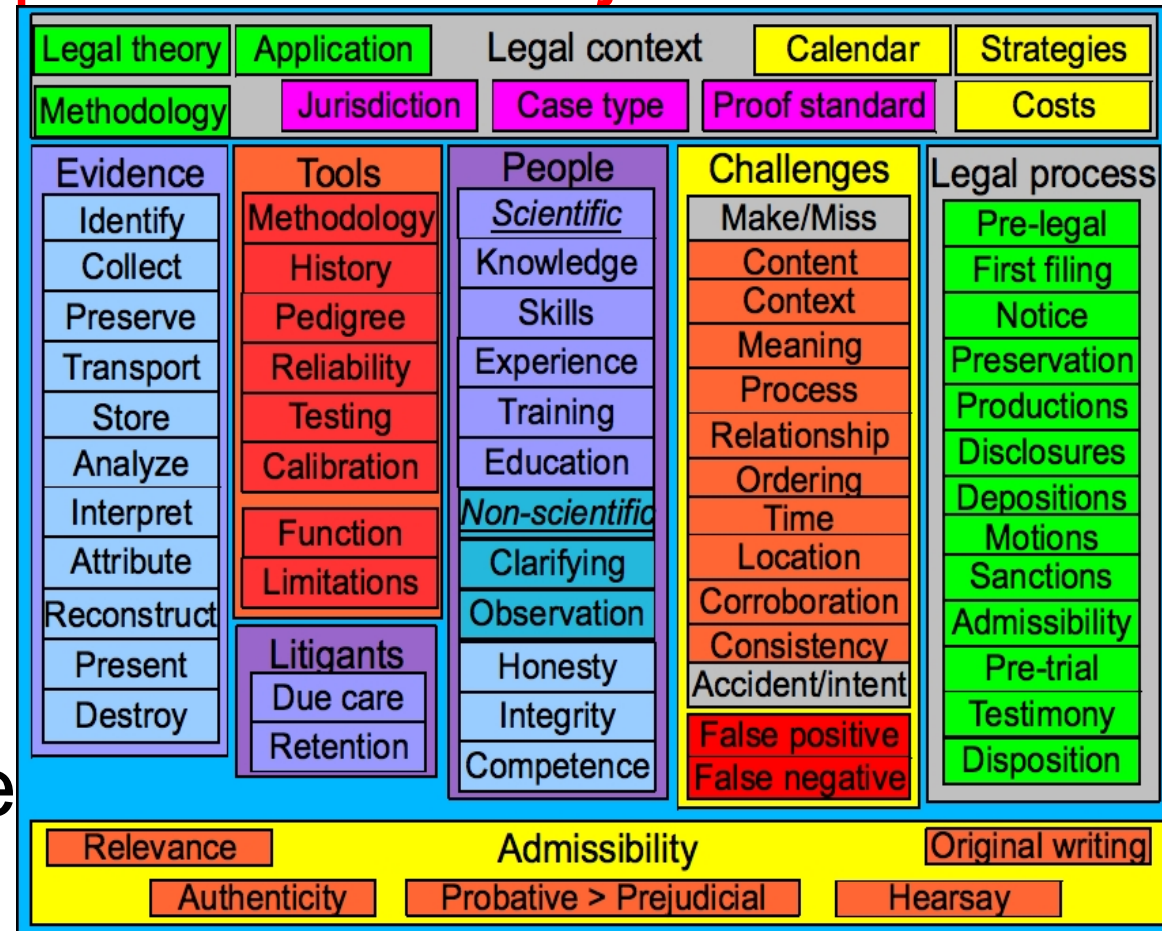 Legal theory
Application
Legal context
Calendar
Strategies
Methodology
Jurisdiction
Case type
Proof standard
Costs
Evidence
Identify
Collect
Preserve
Transport
Store
Analyze
Interpret
Attribute
Reconstruct
Present
Destroy
Tools
Methodology
History
Pedigree
Reliability
Testing
Calibration
Function
Limitations
Litigants
Due care
Retention
People
Scientific
Knowledge
Skills
Experience
Training
Education
Non-scientific
Clarifying
Observation
Honesty
Integrity
Competence
Challenges
Make/Miss
Content
Context
Meaning
Process
Relationship
Ordering
Time
Location
Corroboration
Consistency
Accident/intent
False positive
False negative
Legal process
Pre-legal
First filing
Notice
Preservation
Productions
Disclosures
Depositions
Motions
Sanctions
Admissibility
Pre-trial
Testimony
Disposition
Relevance
Admissibility
Original writing
Authenticity
Probative > Prejudicial
Hearsay